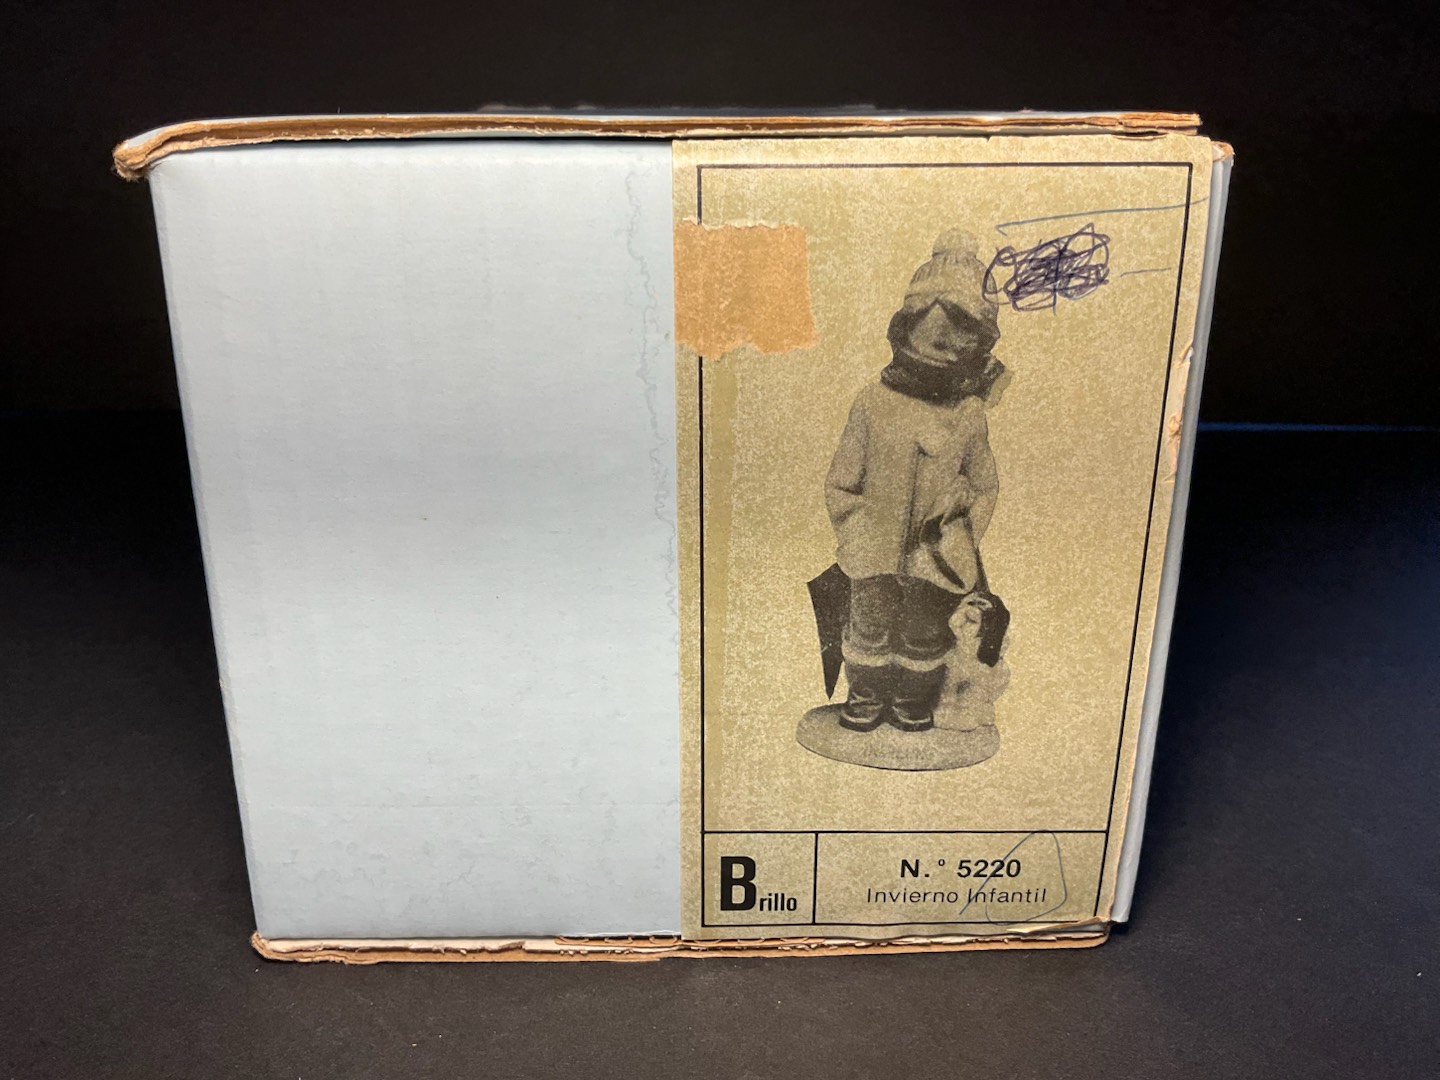 Brillo
N.º 5220
Invierno Infantil